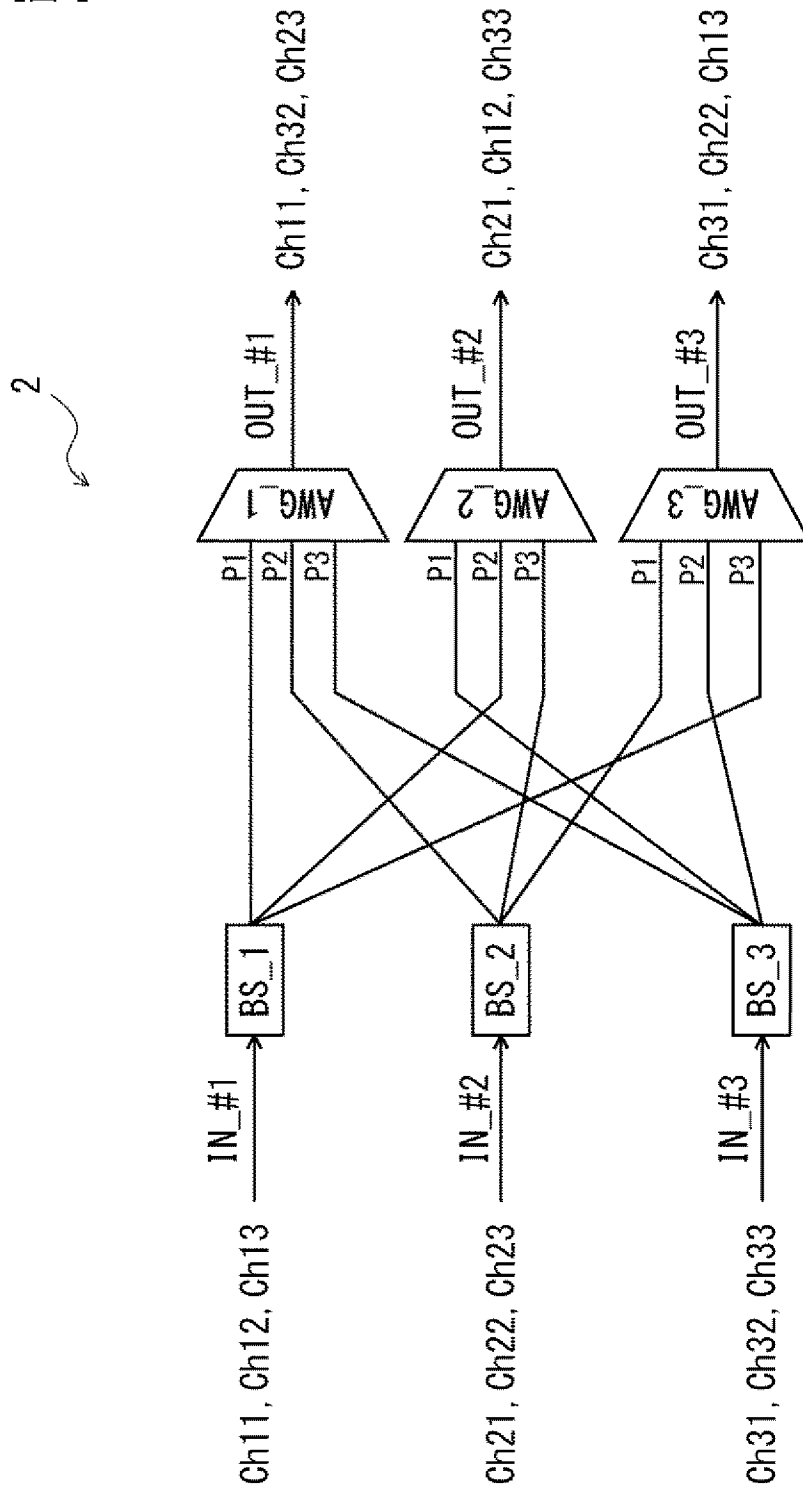 2
Ch11, Ch12, Ch13
IN_#1
BS_1
P1
P2
P3
AWG_1
OUT_#1
Ch11, Ch32, Ch23
Ch21, Ch22, Ch23
IN_#2
BS_2
P1
P2
P3
AWG_2
OUT_#2
Ch21, Ch12, Ch33
Ch31, Ch32, Ch33
IN_#3
BS_3
P1
P2
P3
AWG_3
OUT_#3
Ch31, Ch22, Ch13